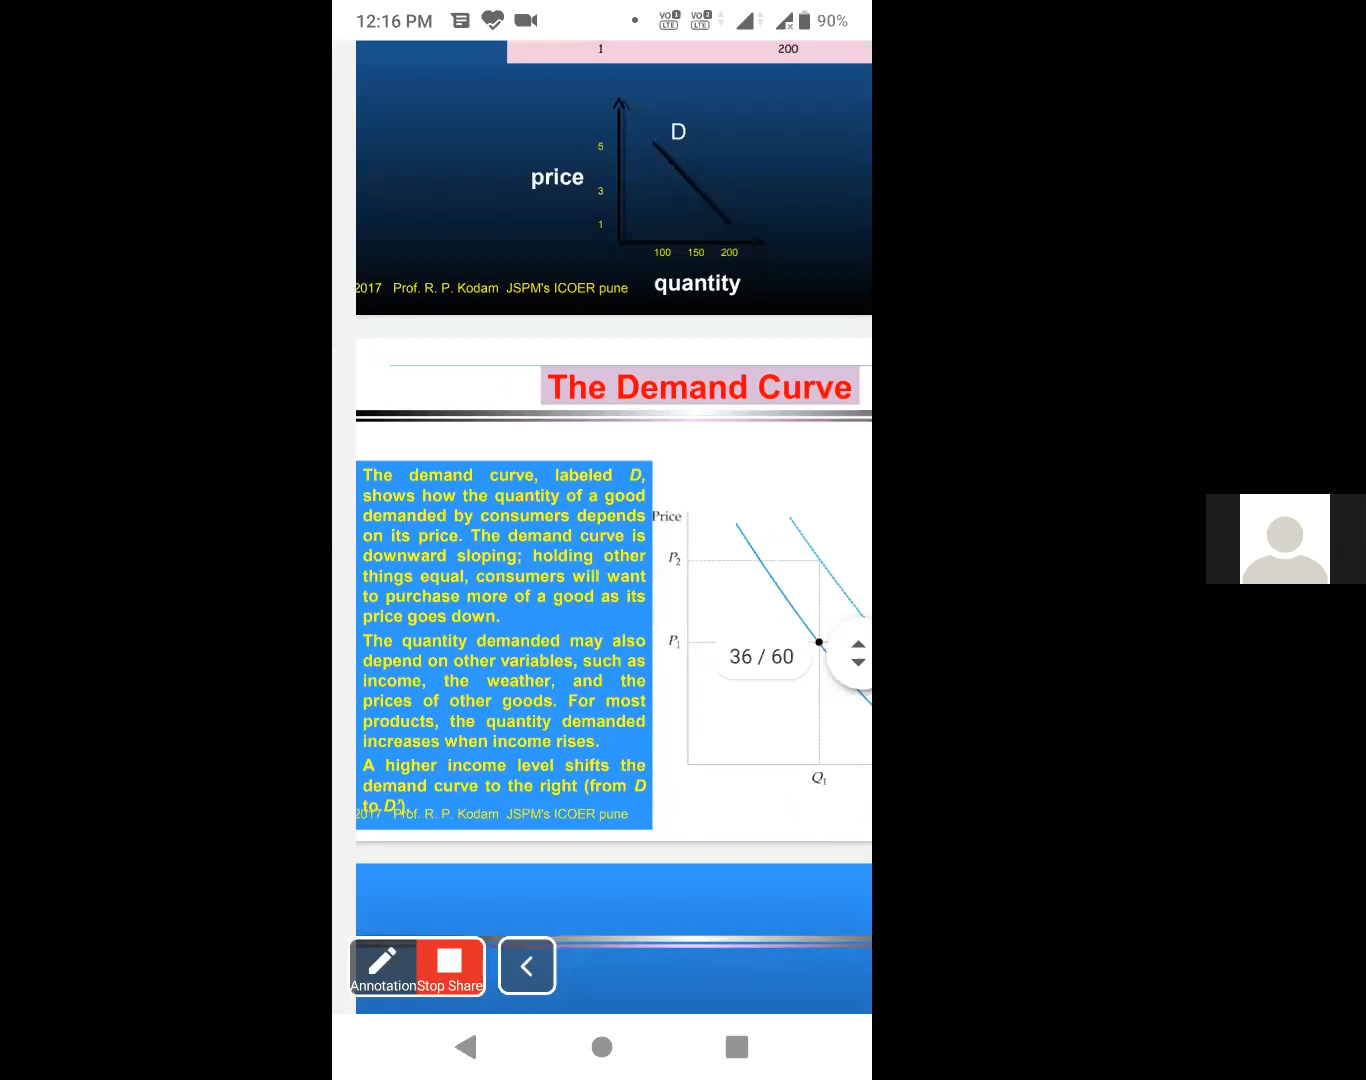 12:16 PM VO 1 LTE VO 2 LTE 90%
1 200
D
5
price
3
1
100 150 200
quantity
2017 Prof. R. P. Kodam JSPM's ICOER pune
The Demand Curve
The demand curve, labeled D,
shows how the quantity of a good
demanded by consumers depends
on its price. The demand curve is
downward sloping; holding other
things equal, consumers will want
to purchase more of a good as its
price goes down.
The quantity demanded may also
depend on other variables, such as
income, the weather, and the
prices of other goods. For most
products, the quantity demanded
increases when income rises.
A higher income level shifts the
demand curve to the right (from D
to D').
2017 Prof. R. P. Kodam JSPM's ICOER pune
Price
P2
P1
36 / 60
Q1
Annotation Stop Share